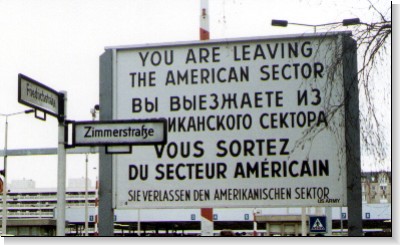 YOU ARE LEAVING
THE AMERICAN SECTOR
ВЫ ВЫЕЗЖАЕТЕ ИЗ
РИКАНСКОГО СЕКТОРА
VOUS SORTEZ
DU SECTEUR AMÉRICAIN
SIE VERLASSEN DEN AMERIKANISCHEN SEKTOR
US ARMY
Zimmerstraße